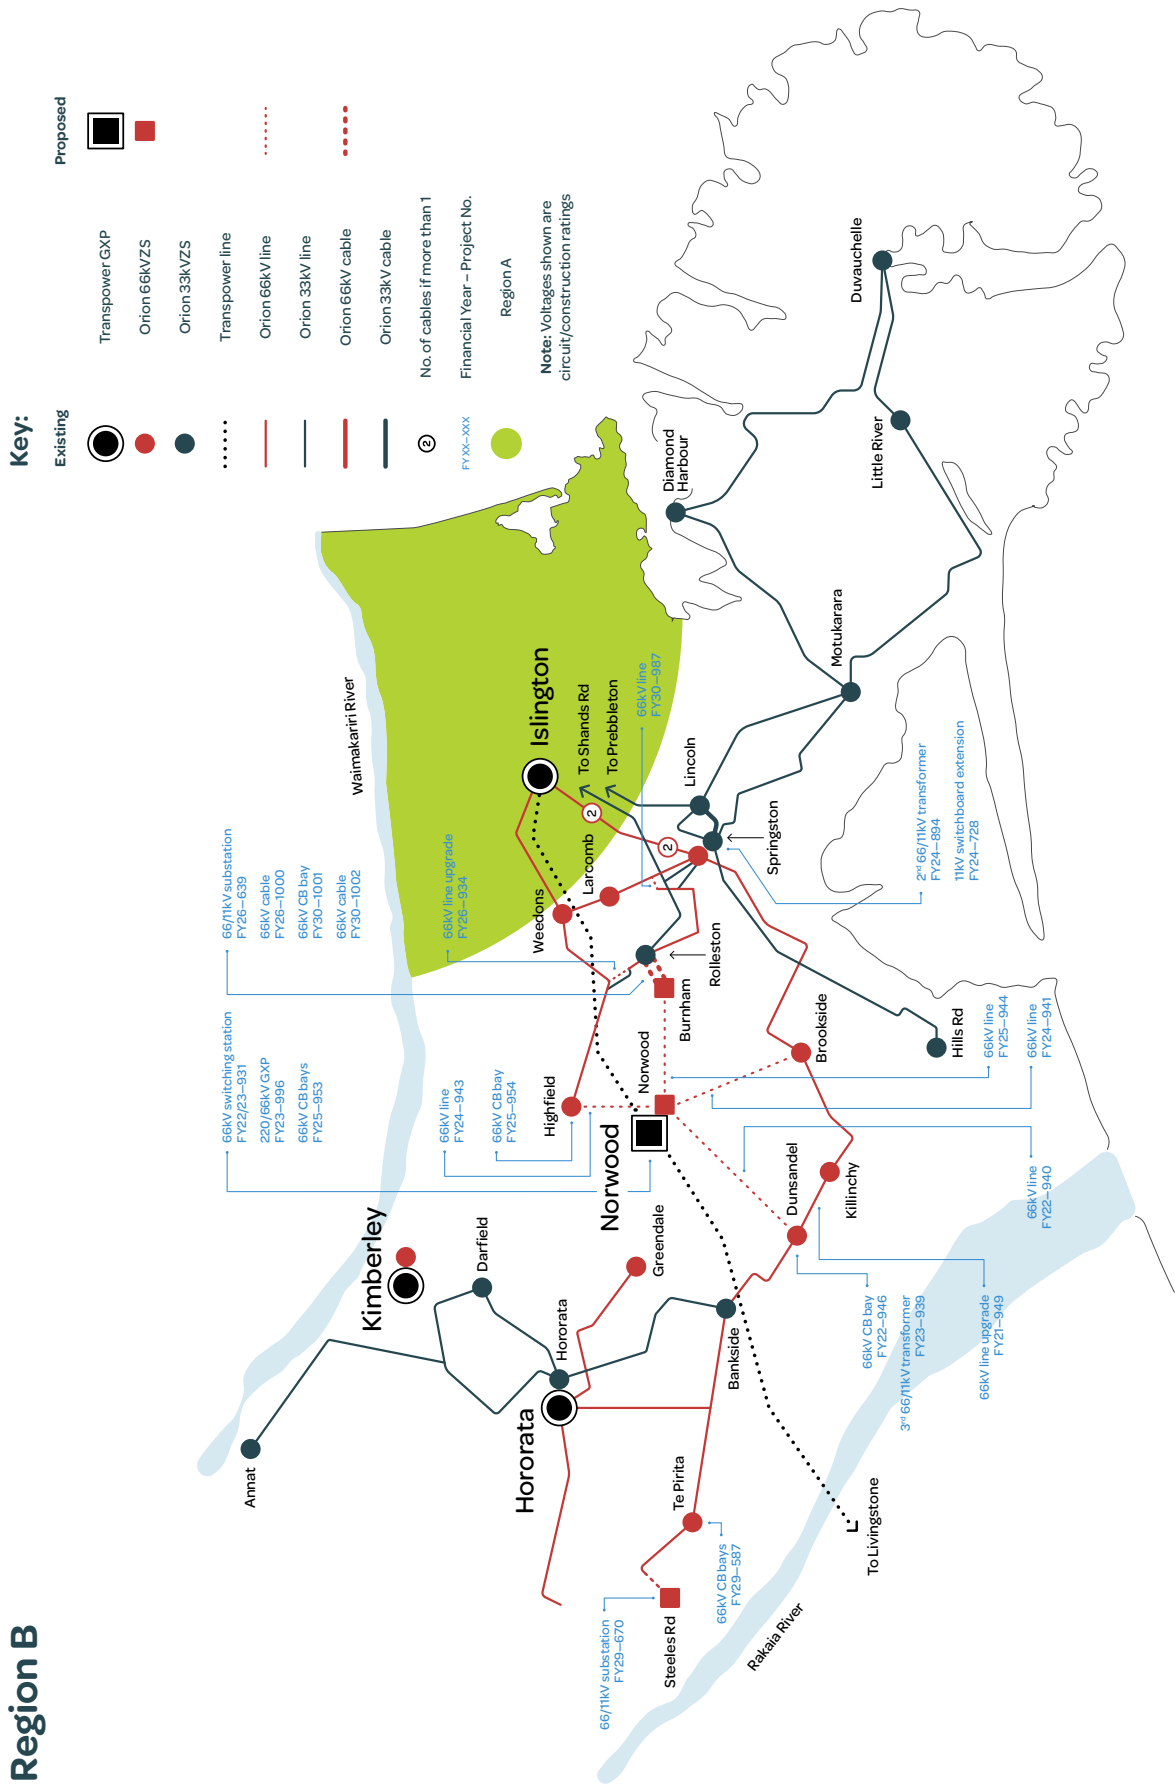 Region B
Key:
Existing
Proposed
Transpower GXP
Orion 66kVZS
Orion 33kVZS
Transpower line
Orion 66kV line
Orion 33kV line
Orion 66kV cable
Orion 33kV cable
2
No. of cables if more than 1
FY XX–XXX
Financial Year – Project No.
Region A
Note: Voltages shown are
circuit/construction ratings
Annat
Waimakariri River
66kV switching station
FY22/23–931
220/66kV GXP
FY23–996
66kV CB bays
FY25–953
66/11kV substation
FY26–639
66kV cable
FY26–1000
66kV CB bay
FY30–1001
66kV cable
FY30–1002
Kimberley
Darfield
66kV line
FY24–943
66kV CB bay
FY25–954
66kV line upgrade
FY26–934
Hororata
Hororata
Highfield
Weedons
Islington
Larcomb
2
To Shands Rd
To Prebbleton
66/11kV substation
FY29–670
Norwood
Greendale
Norwood
66kV line
FY30–987
2
Steeles Rd
Te Pirita
Burnham
Rolleston
Lincoln
Diamond
Harbour
66kV CB bays
FY29–587
Bankside
Dunsandel
Springston
Motukarara
Rakaia River
Killinchy
Brookside
Duvauchelle
Little River
To Livingstone
66kV CB bay
FY22–946
3rd 66/11kV transformer
FY23–939
2nd 66/11kV transformer
FY24–894
11kV switchboard extension
FY24–728
Hills Rd
66kV line upgrade
FY21–949
66kV line
FY25–944
66kV line
FY22–940
66kV line
FY24–941